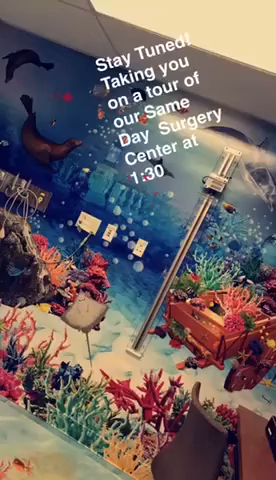 Stay Tuned!
Taking you
on a tour of
our Same
Day Surgery
Center at
1:30